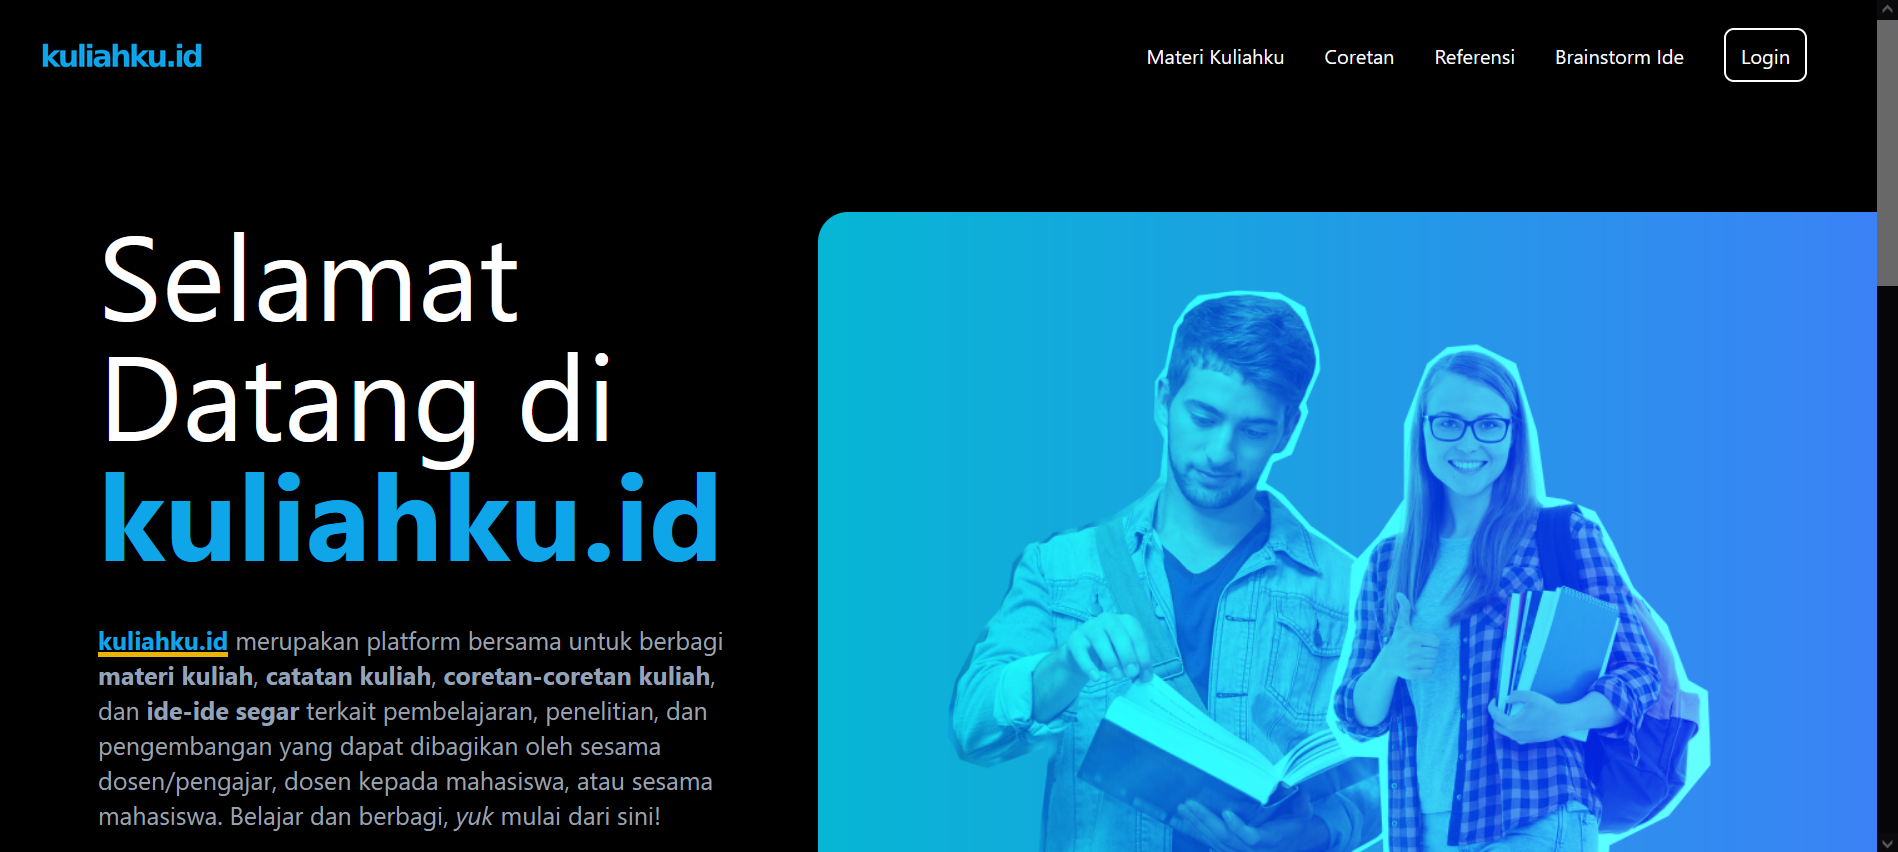 kuliahku.id
Materi Kuliahku
Coretan
Referensi
Brainstorm Ide
Login
Selamat
Datang di
kuliahku.id
kuliahku.id merupakan platform bersama untuk berbagi
materi kuliah, catatan kuliah, coretan-coretan kuliah,
dan ide-ide segar terkait pembelajaran, penelitian, dan
pengembangan yang dapat dibagikan oleh sesama
dosen/pengajar, dosen kepada mahasiswa, atau sesama
mahasiswa. Belajar dan berbagi, yuk mulai dari sini!